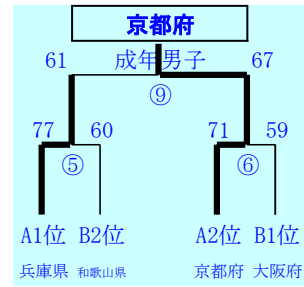 京都府
61 成年男子 67
⑨
77 60 71 59
⑤ ⑥
A1位 B2位 A2位 B1位
兵庫県 和歌山県 京都府 大阪府